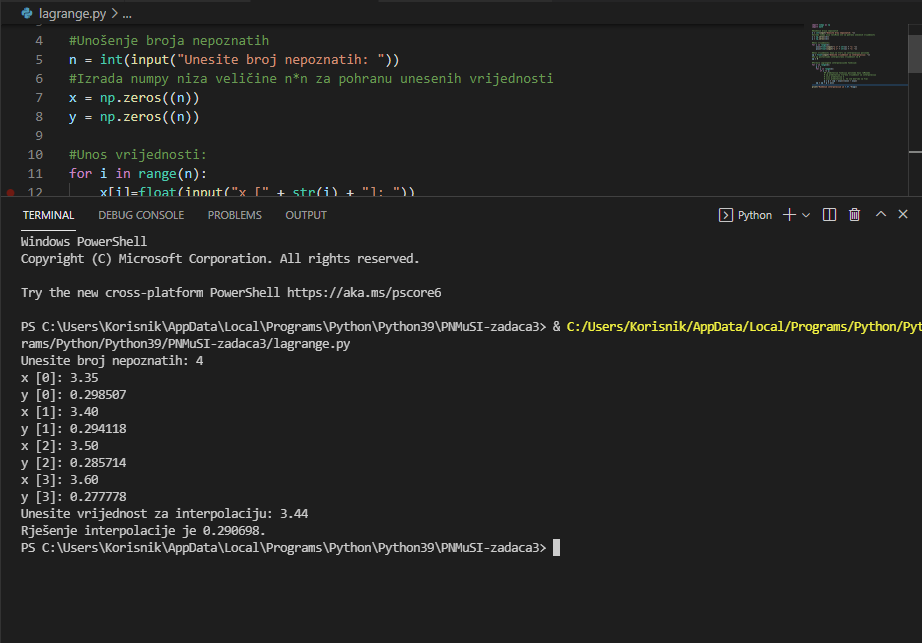 lagrange.py > ...
4 #Unošenje broja nepoznatih
5 n = int(input("Unesite broj nepoznatih: "))
6 #Izrada numpy niza veličine n*n za pohranu unesenih vrijednosti
7 x = np.zeros((n))
8 y = np.zeros((n))
9
10 #Unos vrijednosti:
11 for i in range(n):
12 x[i]=float(input("x [" + str(i) + "]: "))
TERMINAL DEBUG CONSOLE PROBLEMS OUTPUT Python
Windows PowerShell
Copyright (C) Microsoft Corporation. All rights reserved.
Try the new cross-platform PowerShell https://aka.ms/pscore6
PS C:\Users\Korisnik\AppData\Local\Programs\Python\Python39\PNMuSI-zadaca3> & C:/Users/Korisnik/AppData/Local/Programs/Python/Pyt
rams/Python/Python39/PNMuSI-zadaca3/lagrange.py
Unesite broj nepoznatih: 4
x [0]: 3.35
y [0]: 0.298507
x [1]: 3.40
y [1]: 0.294118
x [2]: 3.50
y [2]: 0.285714
x [3]: 3.60
y [3]: 0.277778
Unesite vrijednost za interpolaciju: 3.44
Rješenje interpolacije je 0.290698.
PS C:\Users\Korisnik\AppData\Local\Programs\Python\Python39\PNMuSI-zadaca3>